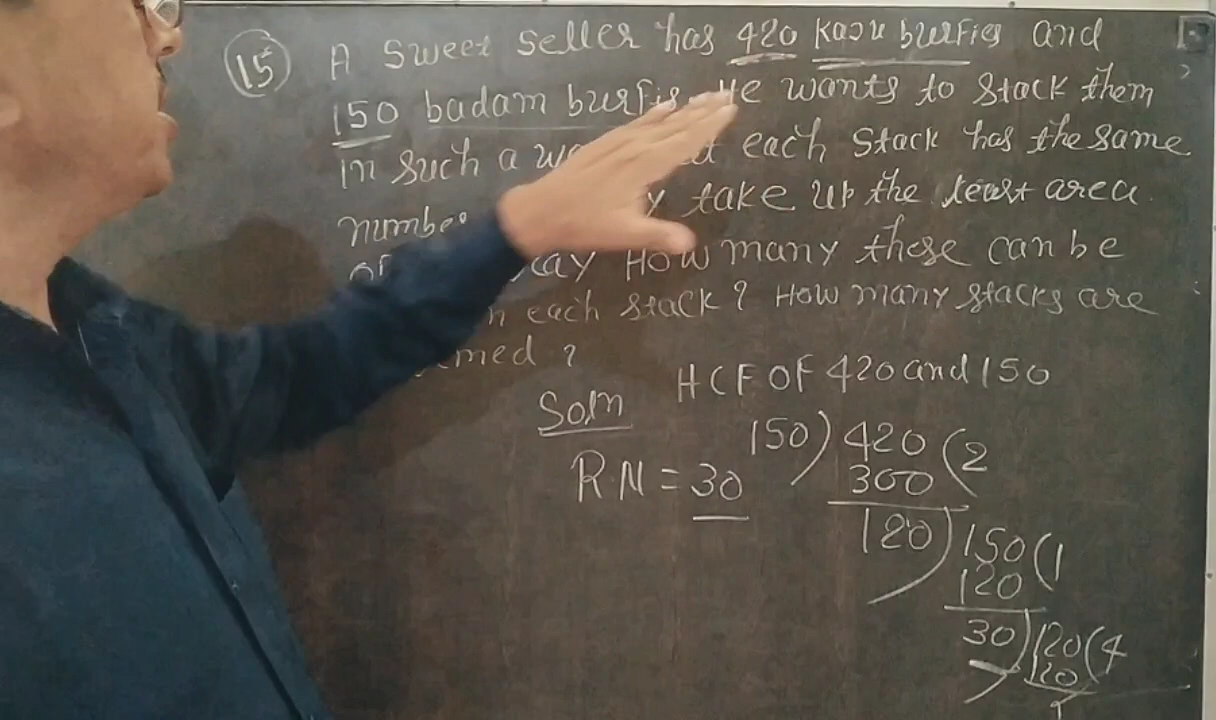 (15) A sweet seller has 420 kaju burfies and
150 badam burfis. He wants to stack them
in such a each stack has the same
number take up the least area
How many these can be
each stack? How many stacks are
med ?
HCF OF 420 and 150
Soln
150) 420 (2
R.N = 30
300
120) 150 (1
120
30) 120 (4
120